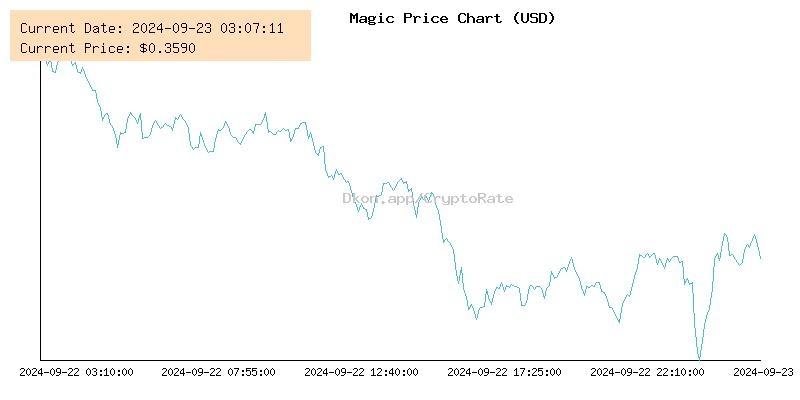 Magic Price Chart (USD)
Current Date: 2024-09-23 03:07:11
Current Price: $0.3590
Dkon.app/CryptoRate
2024-09-22 03:10:00 2024-09-22 07:55:00 2024-09-22 12:40:00 2024-09-22 17:25:00 2024-09-22 22:10:00 2024-09-23